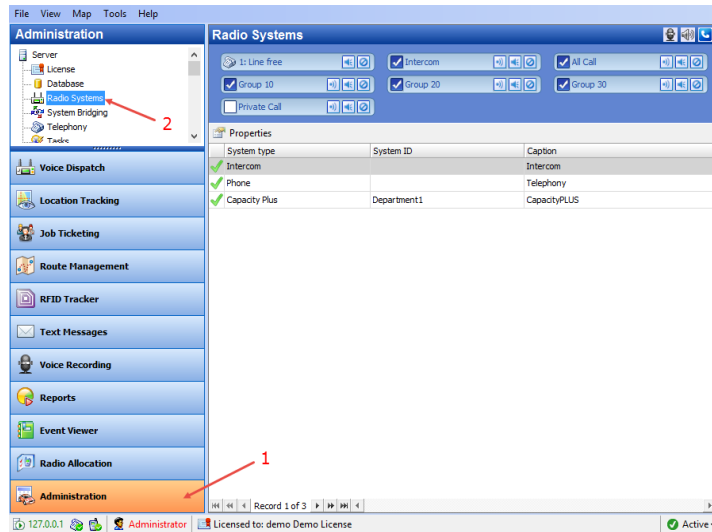 File View Map Tools Help
Administration
Server
License
Database
Radio Systems
System Bridging
Telephony
Tasks
2
Voice Dispatch
Location Tracking
Job Ticketing
Route Management
RFID Tracker
Text Messages
Voice Recording
Reports
Event Viewer
Radio Allocation
Administration
1
Radio Systems
1: Line free Intercom All Call
Group 10 Group 20 Group 30
Private Call
Properties
System type System ID Caption
Intercom Intercom
Phone Telephony
Capacity Plus Department1 CapacityPLUS
Record 1 of 3
127.0.0.1 Administrator Licensed to: demo Demo License Active